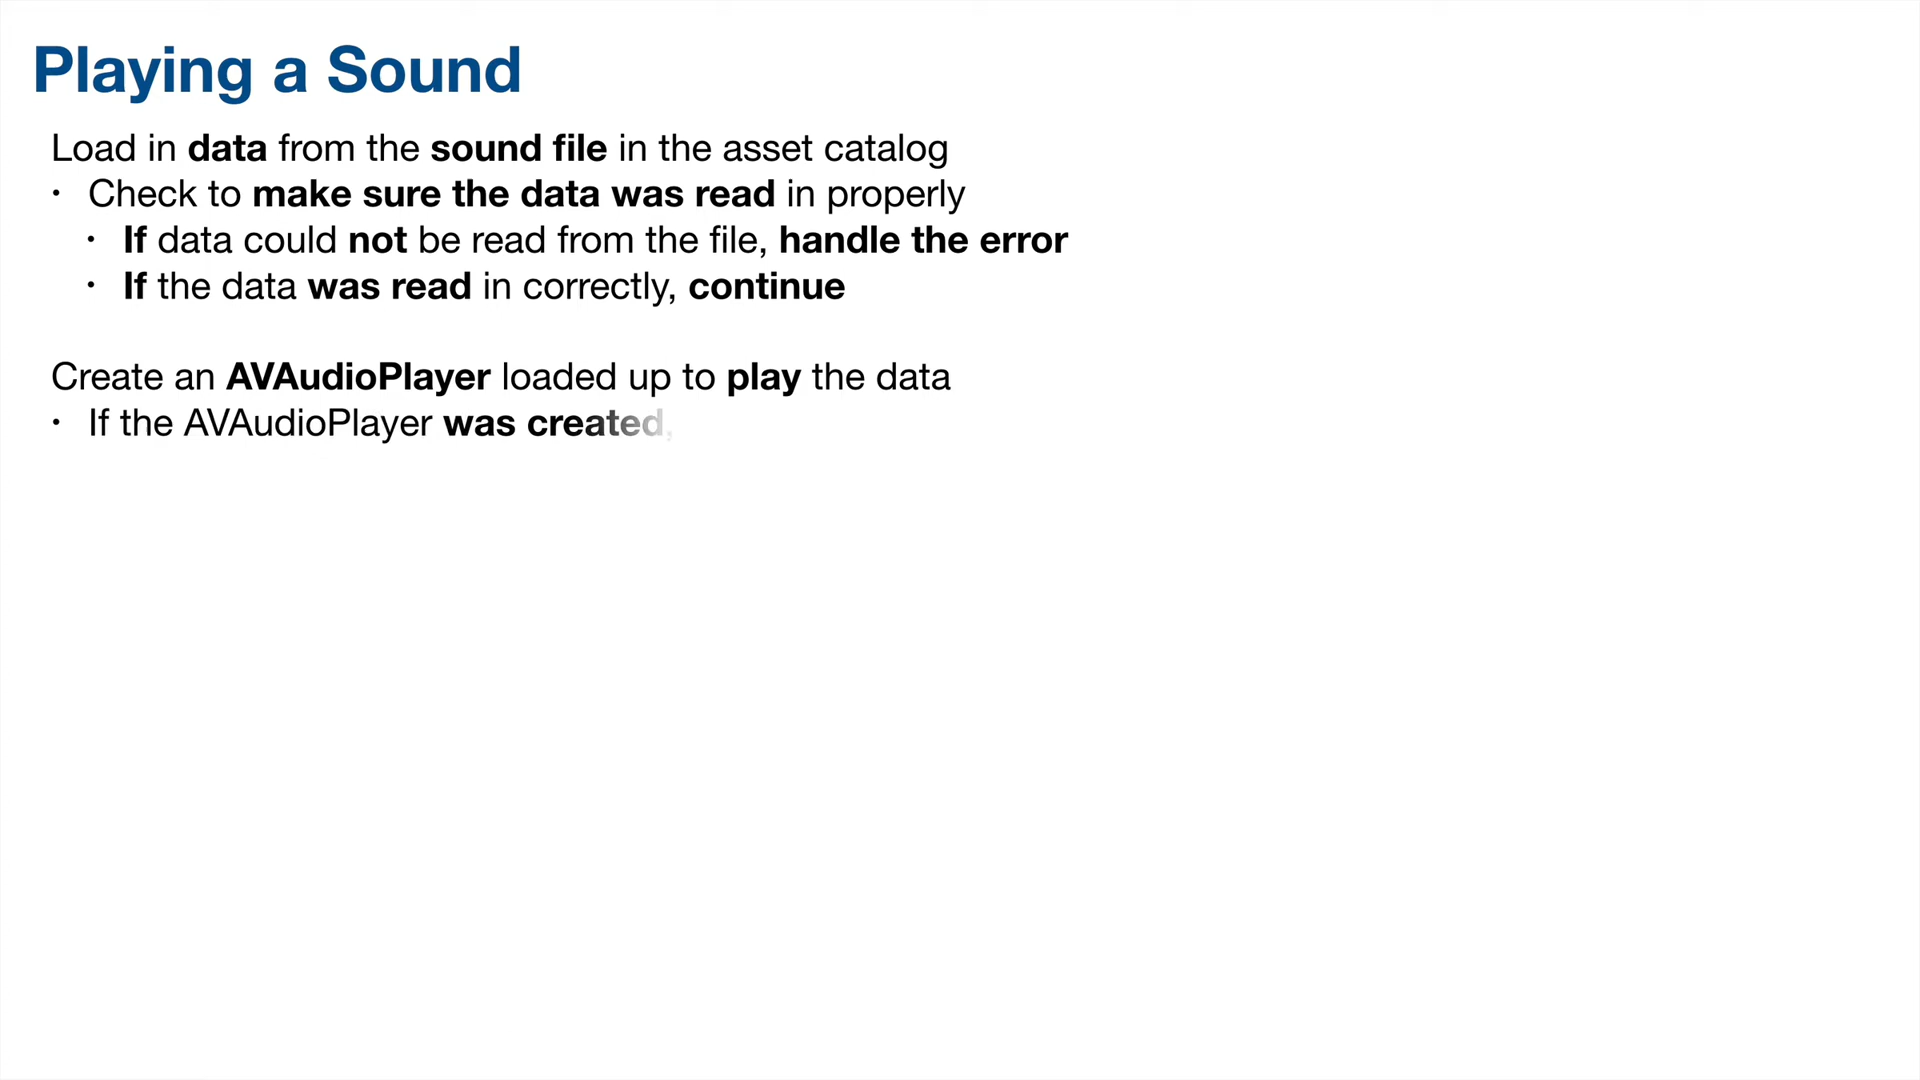 Playing a Sound
Load in data from the sound file in the asset catalog
• Check to make sure the data was read in properly
• If data could not be read from the file, handle the error
• If the data was read in correctly, continue
Create an AVAudioPlayer loaded up to play the data
• If the AVAudioPlayer was created,